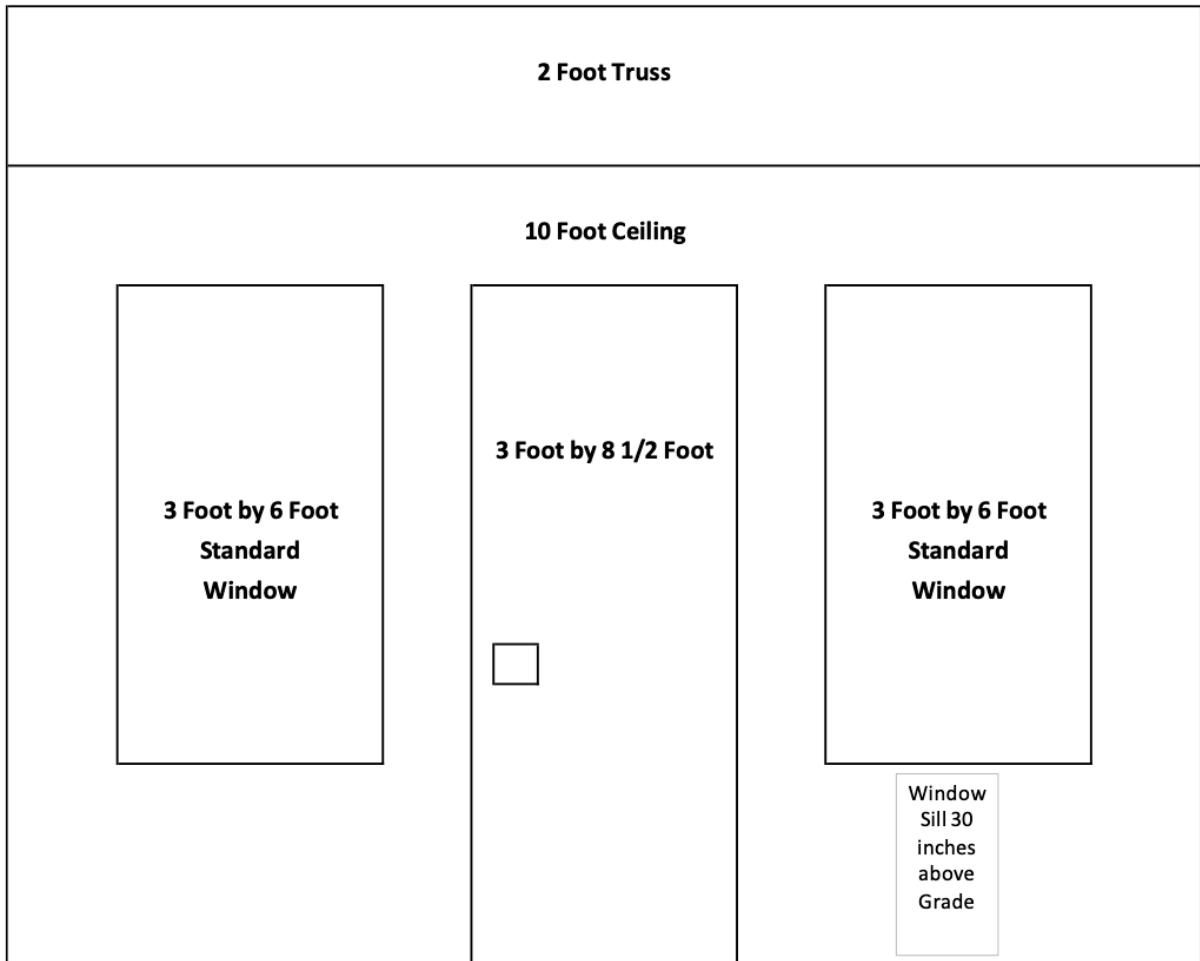 2 Foot Truss
10 Foot Ceiling
3 Foot by 8 1/2 Foot
3 Foot by 6 Foot
Standard
Window
3 Foot by 6 Foot
Standard
Window
Window
Sill 30
inches
above
Grade